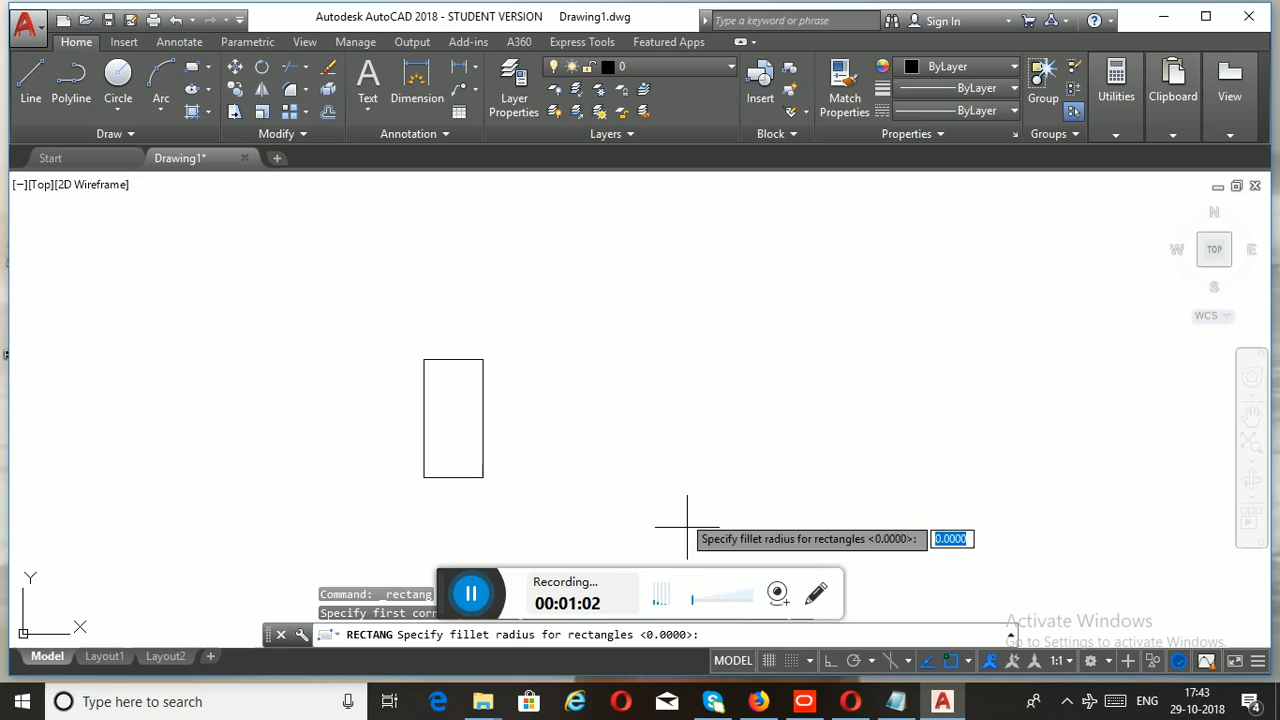 Autodesk AutoCAD 2018 - STUDENT VERSION Drawing1.dwg
Type a keyword or phrase
Sign In
Home Insert Annotate Parametric View Manage Output Add-ins A360 Express Tools Featured Apps
Line Polyline Circle Arc
Text Dimension
Layer Properties
0
Insert
Match Properties
ByLayer
ByLayer
ByLayer
Group
Utilities Clipboard View
Draw Modify Annotation Layers Block Properties Groups
Start Drawing1*
[−][Top][2D Wireframe]
N
W TOP E
S
WCS
Specify fillet radius for rectangles <0.0000>: 0.0000
Y
X
Recording...
00:01:02
Command: _rectang
Specify first cor
RECTANG Specify fillet radius for rectangles <0.0000>:
Activate Windows
Go to Settings to activate Windows.
Model Layout1 Layout2
MODEL 1:1
Type here to search
ENG
17:43
29-10-2018
4